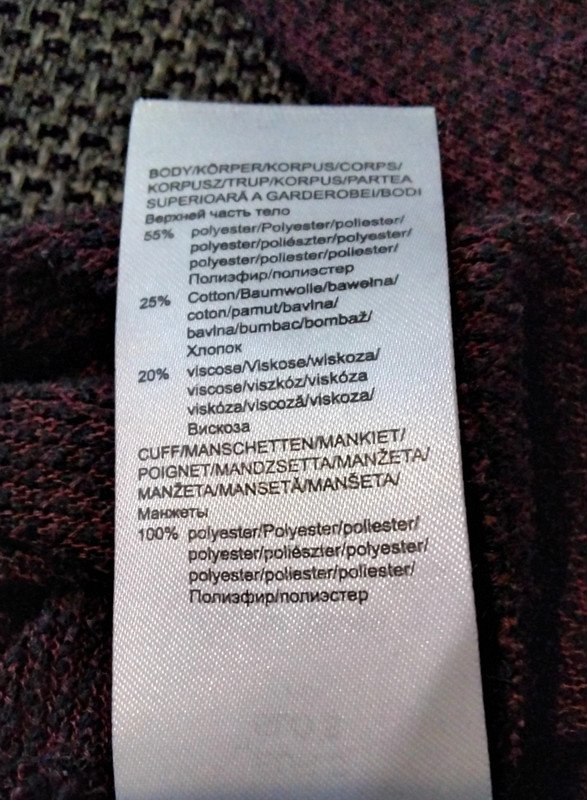 BODY/KÖRPER/KORPUS/CORPS/
KORPUSZ/TRUP/KORPUS/PARTEA
SUPERIOARĂ A GARDEROBEI/BODI
Верхней часть тело
55% polyester/Polyester/poliester/
polyester/poliészter/polyester/
polyester/poliester/poliester/
Полиэфир/полиэстер
25% Cotton/Baumwolle/bawełna/
coton/pamut/bavlna/
bavlna/bumbac/bombaž/
Хлопок
20% viscose/Viskose/wiskoza/
viscose/viszkóz/viskóza
viskóza/viscoză/viskoza/
Вискоза
CUFF/MANSCHETTEN/MANKIET/
POIGNET/MANDZSETTA/MANŽETA/
MANŽETA/MANSETĂ/MANŠETA/
Манжеты
100% polyester/Polyester/poliester/
polyester/poliészter/polyester/
polyester/poliester/poliester/
Полиэфир/полиэстер